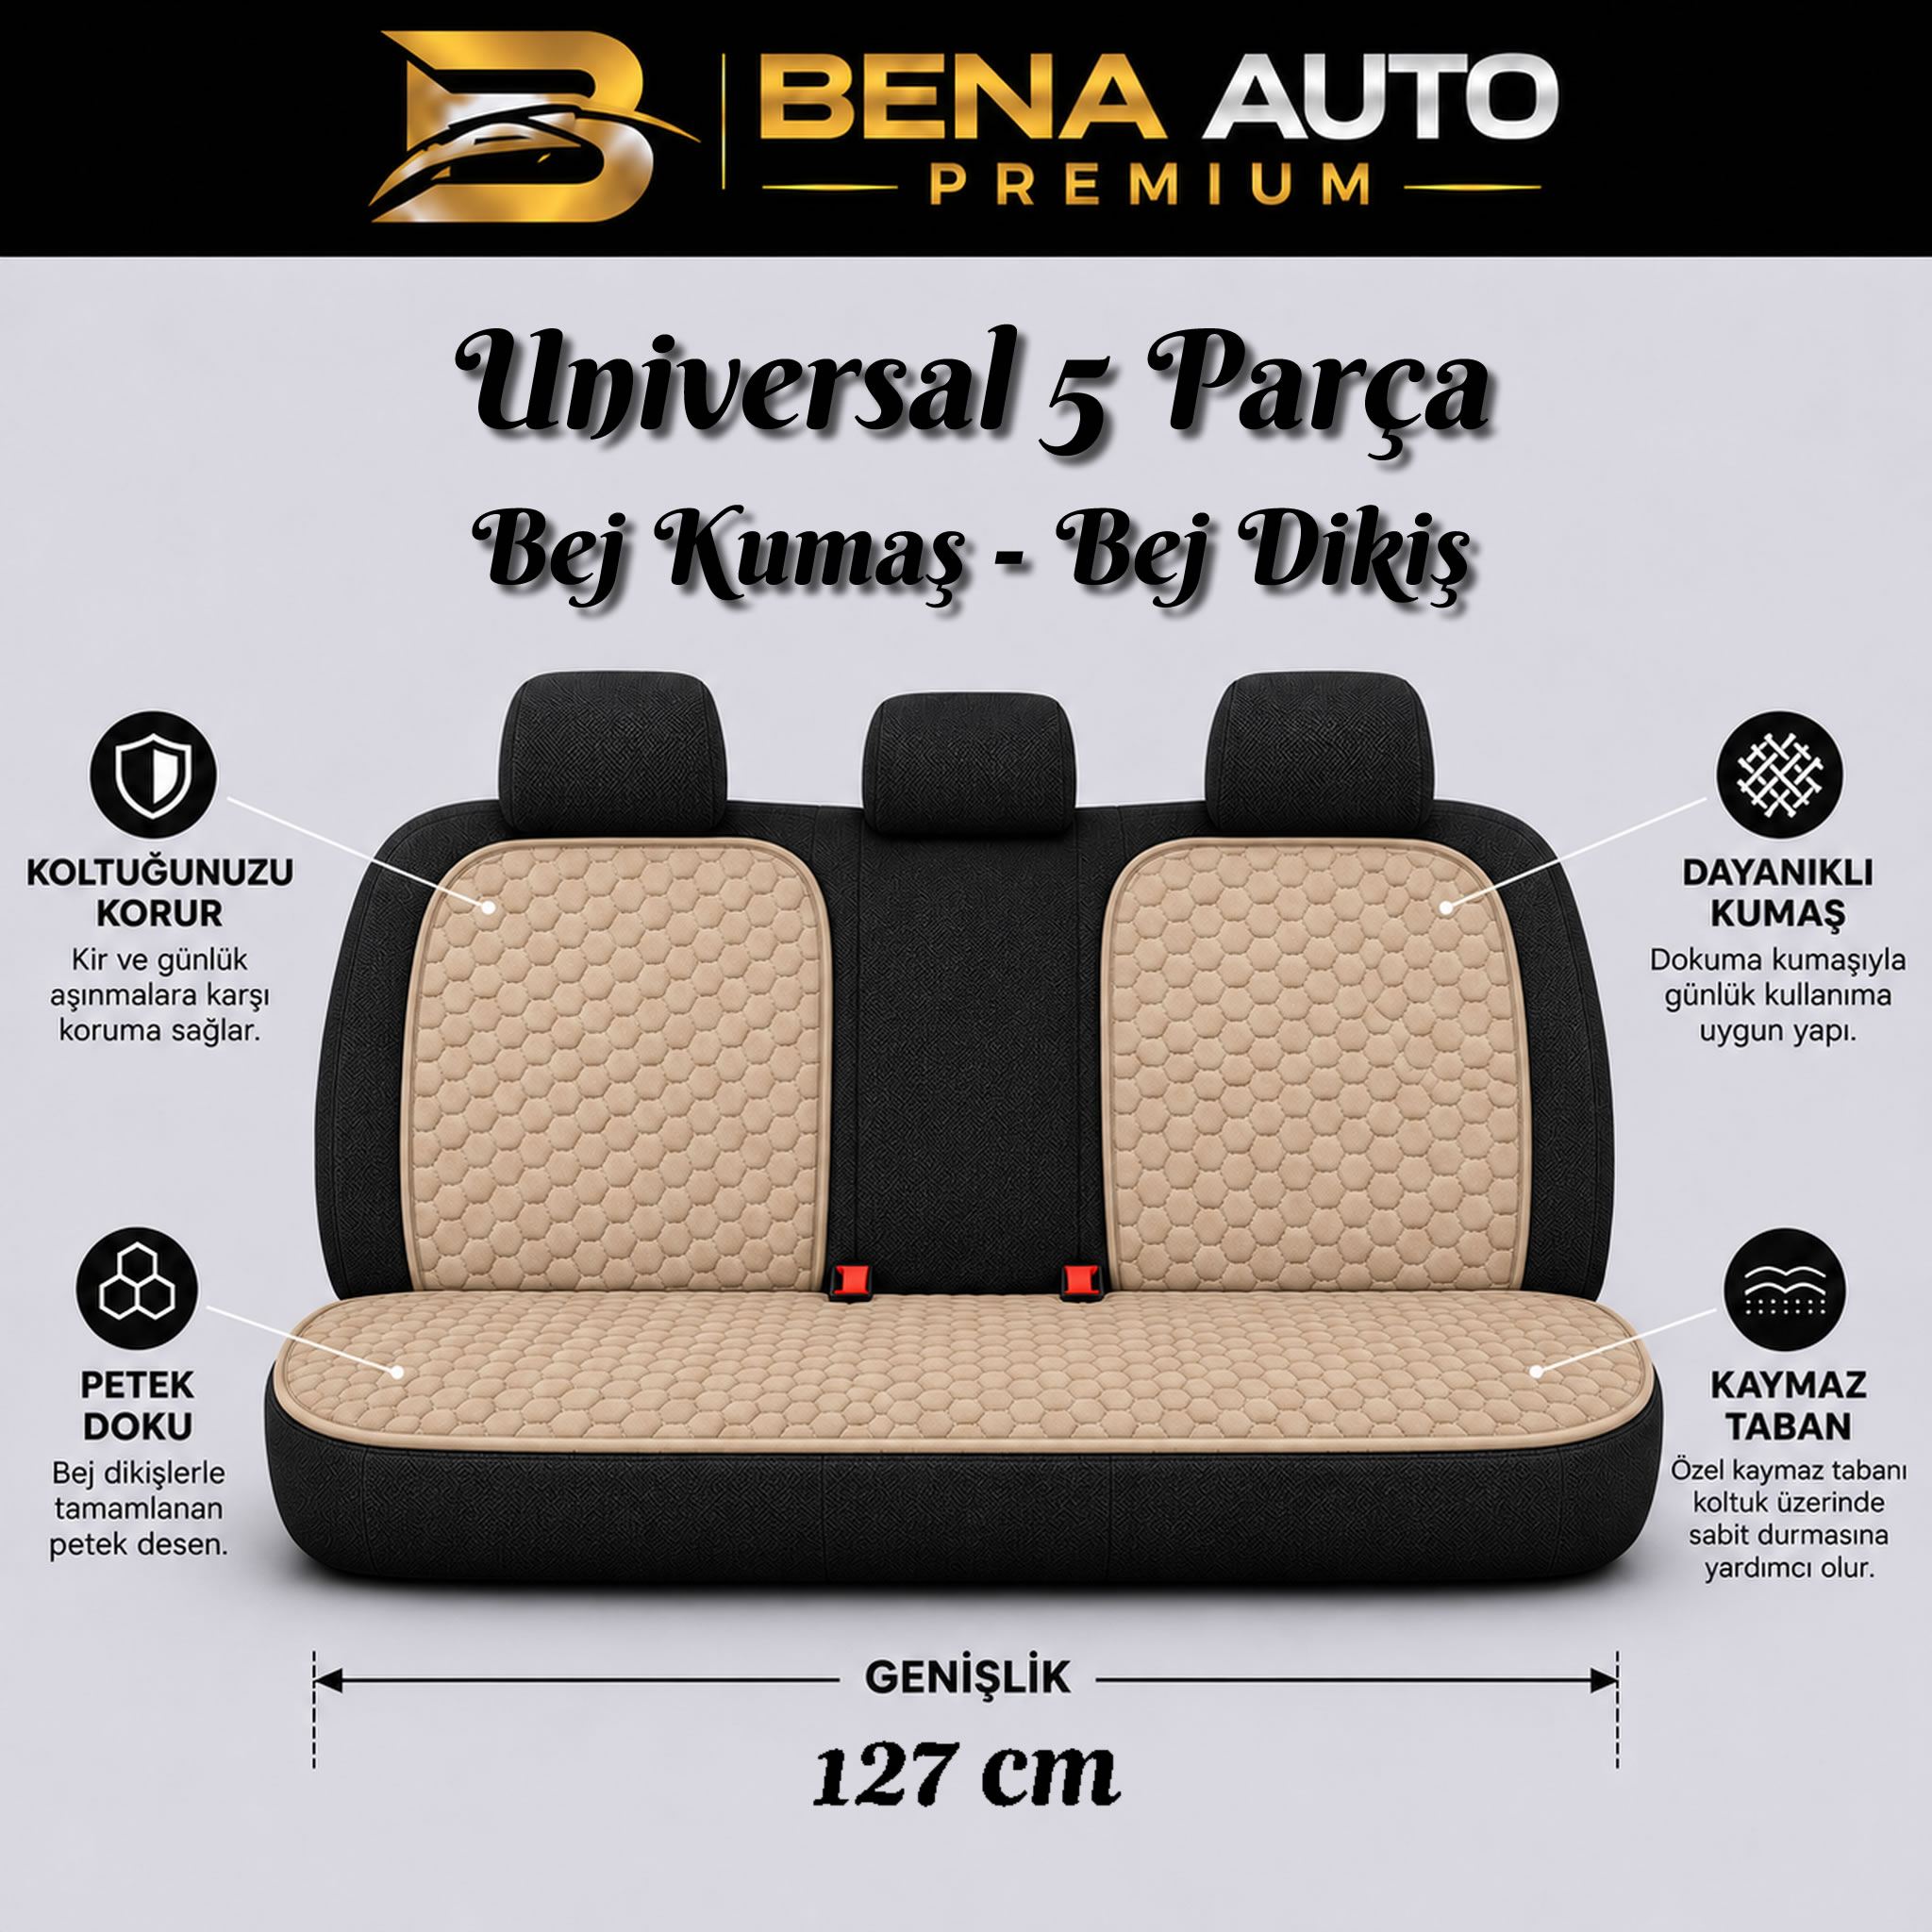 BENA AUTO
PREMIUM
Universal 5 Parça
Bej Kumaş - Bej Dikiş
KOLTUĞUNUZU
KORUR
Kir ve günlük
aşınmalara karşı
koruma sağlar.
DAYANIKLI
KUMAŞ
Dokuma kumaşıyla
günlük kullanıma
uygun yapı.
PETEK
DOKU
Bej dikişlerle
tamamlanan
petek desen.
KAYMAZ
TABAN
Özel kaymaz tabanı
koltuk üzerinde
sabit durmasına
yardımcı olur.
GENİŞLİK
127 cm